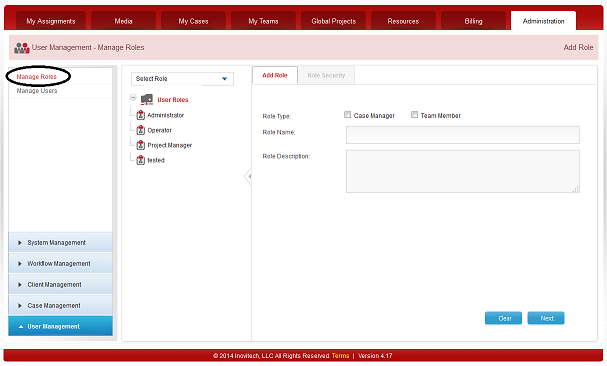 My Assignments Media My Cases My Teams Global Projects Resources Billing Administration
User Management - Manage Roles Add Role
Manage Roles
Manage Users
System Management
Workflow Management
Client Management
Case Management
User Management
Select Role
User Roles
Administrator
Operator
Project Manager
tested
Add Role Role Security
Role Type: Case Manager Team Member
Role Name:
Role Description:
Clear Next
© 2014 Inovitech, LLC All Rights Reserved. Terms | Version 4.17